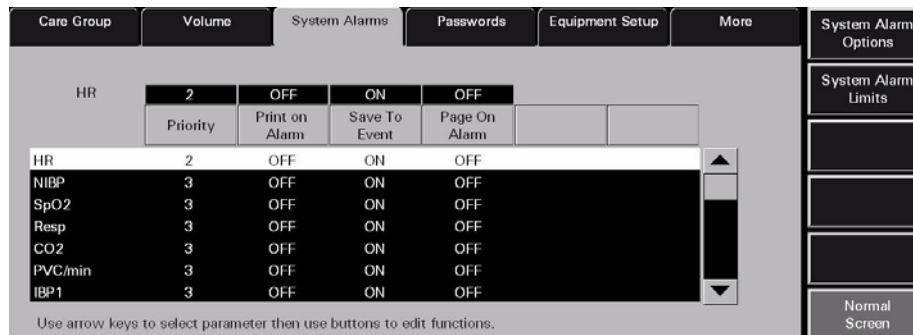 Care Group Volume System Alarms Passwords Equipment Setup More
System Alarm
Options
System Alarm
Limits
HR 2 OFF ON OFF
Priority Print on Alarm Save To Event Page On Alarm
HR 2 OFF ON OFF
NIBP 3 OFF ON OFF
SpO2 3 OFF ON OFF
Resp 3 OFF ON OFF
CO2 3 OFF ON OFF
PVC/min 3 OFF ON OFF
IBP1 3 OFF ON OFF
Use arrow keys to select parameter then use buttons to edit functions.
Normal
Screen